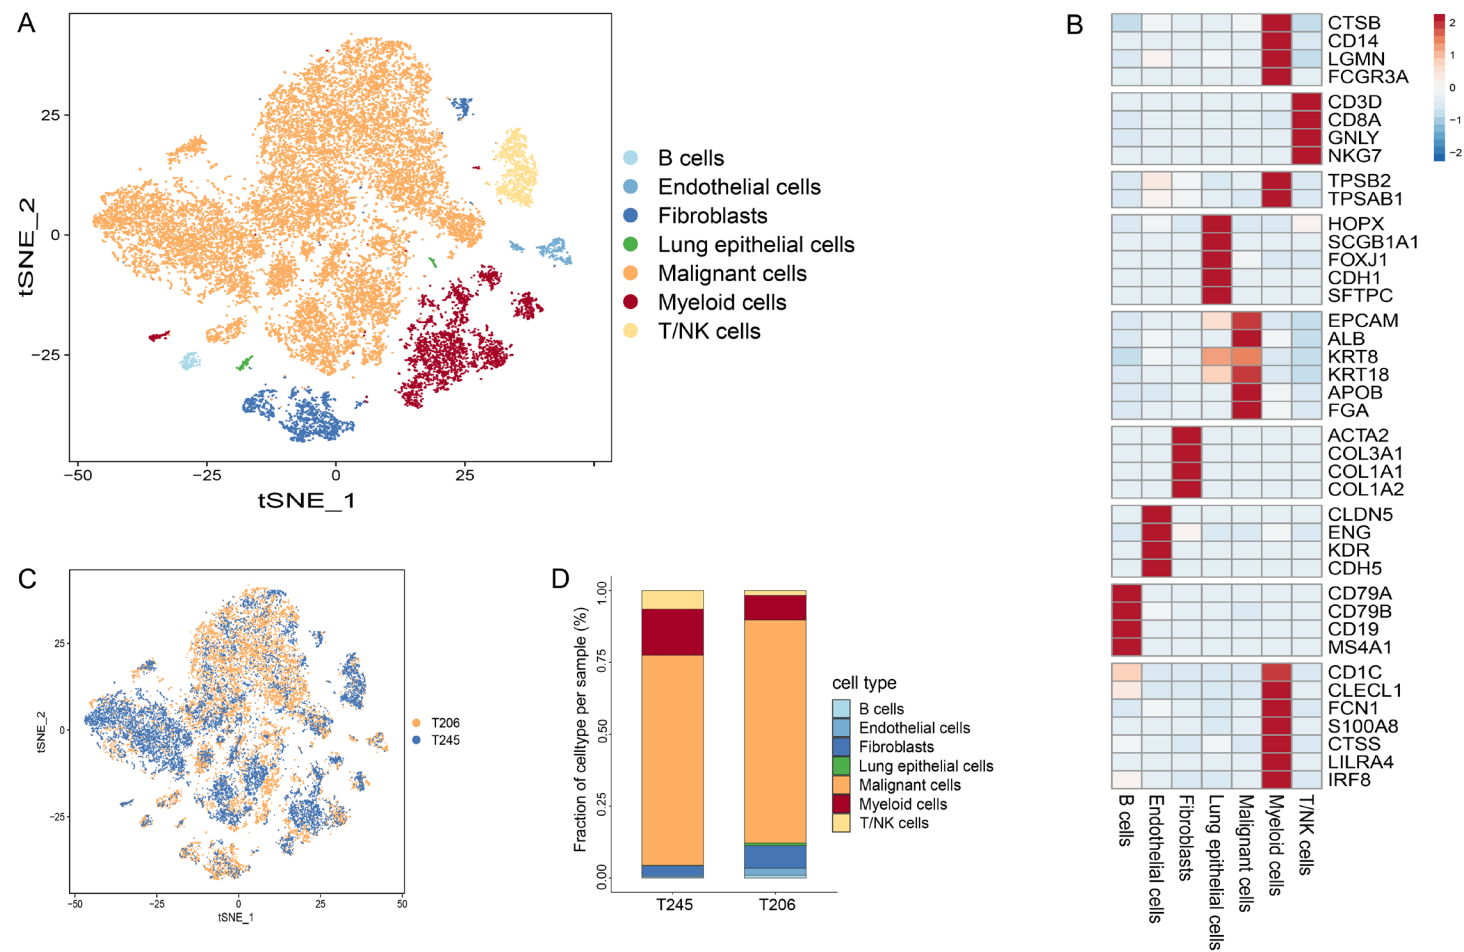 A
25
0
−25
tSNE_2
−50
−25
0
25
tSNE_1
B cells
Endothelial cells
Fibroblasts
Lung epithelial cells
Malignant cells
Myeloid cells
T/NK cells
B
CTSB
CD14
LGMN
FCGR3A
CD3D
CD8A
GNLY
NKG7
TPSB2
TPSAB1
HOPX
SCGB1A1
FOXJ1
CDH1
SFTPC
EPCAM
ALB
KRT8
KRT18
APOB
FGA
ACTA2
COL3A1
COL1A1
COL1A2
CLDN5
ENG
KDR
CDH5
CD79A
CD79B
CD19
MS4A1
CD1C
CLECL1
FCN1
S100A8
CTSS
LILRA4
IRF8
B cells
Endothelial cells
Fibroblasts
Lung epithelial cells
Malignant cells
Myeloid cells
T/NK cells
2
1
0
−1
−2
C
25
0
−25
tSNE_2
−50
−25
0
25
50
tSNE_1
T206
T245
D
1.00
0.75
0.50
0.25
0.00
Fraction of celltype per sample (%)
T245
T206
cell type
B cells
Endothelial cells
Fibroblasts
Lung epithelial cells
Malignant cells
Myeloid cells
T/NK cells